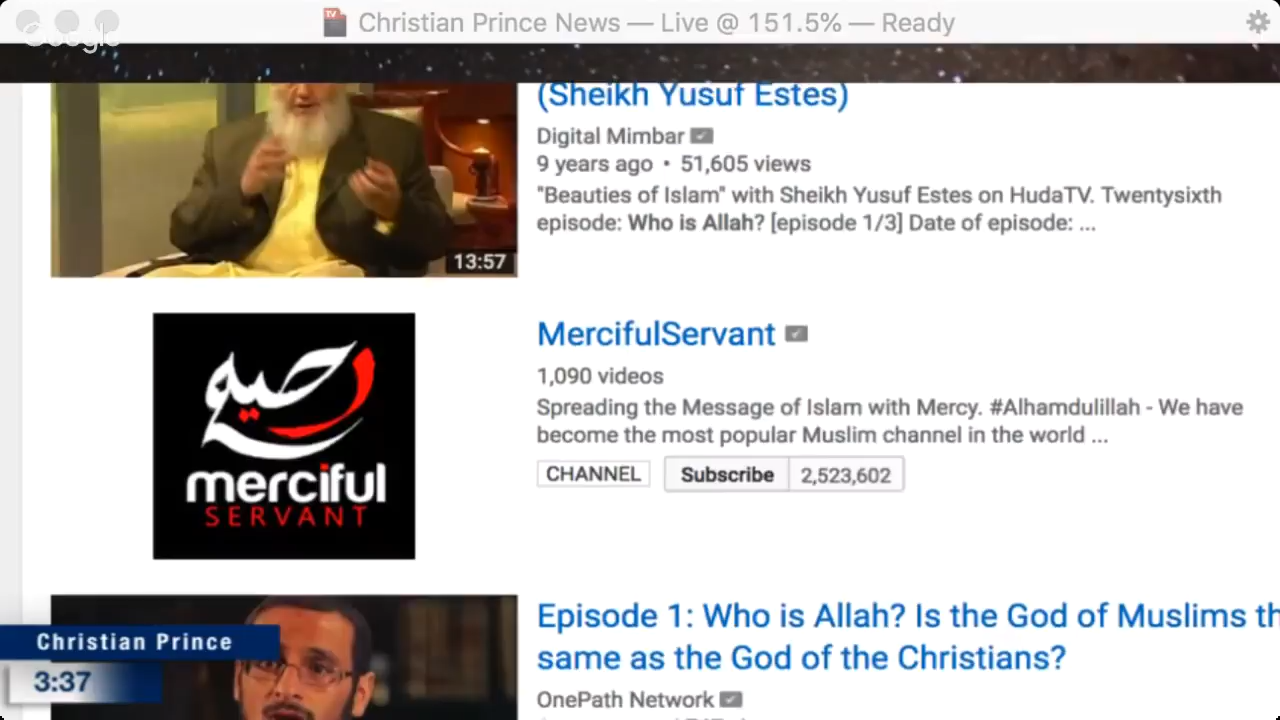 Christian Prince News — Live @ 151.5% — Ready
Google
(Sheikh Yusuf Estes)
Digital Mimbar
9 years ago • 51,605 views
"Beauties of Islam" with Sheikh Yusuf Estes on HudaTV. Twentysixth
episode: Who is Allah? [episode 1/3] Date of episode: ...
13:57
MercifulServant
1,090 videos
Spreading the Message of Islam with Mercy. #Alhamdulillah - We have
become the most popular Muslim channel in the world ...
CHANNEL Subscribe 2,523,602
رحيم
merciful
SERVANT
Episode 1: Who is Allah? Is the God of Muslims th
same as the God of the Christians?
OnePath Network
Christian Prince
3:37